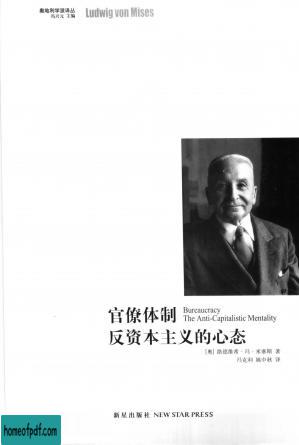 奥地利学派译丛
冯兴元 主编
Ludwig von Mises
官僚体制
Bureaucracy
The Anti-Capitalistic Mentality
反资本主义的心态
[奥] 路德维希·冯·米塞斯 著
冯克利 姚中秋 译
新星出版社 NEW STAR PRESS
homeofpdf.com